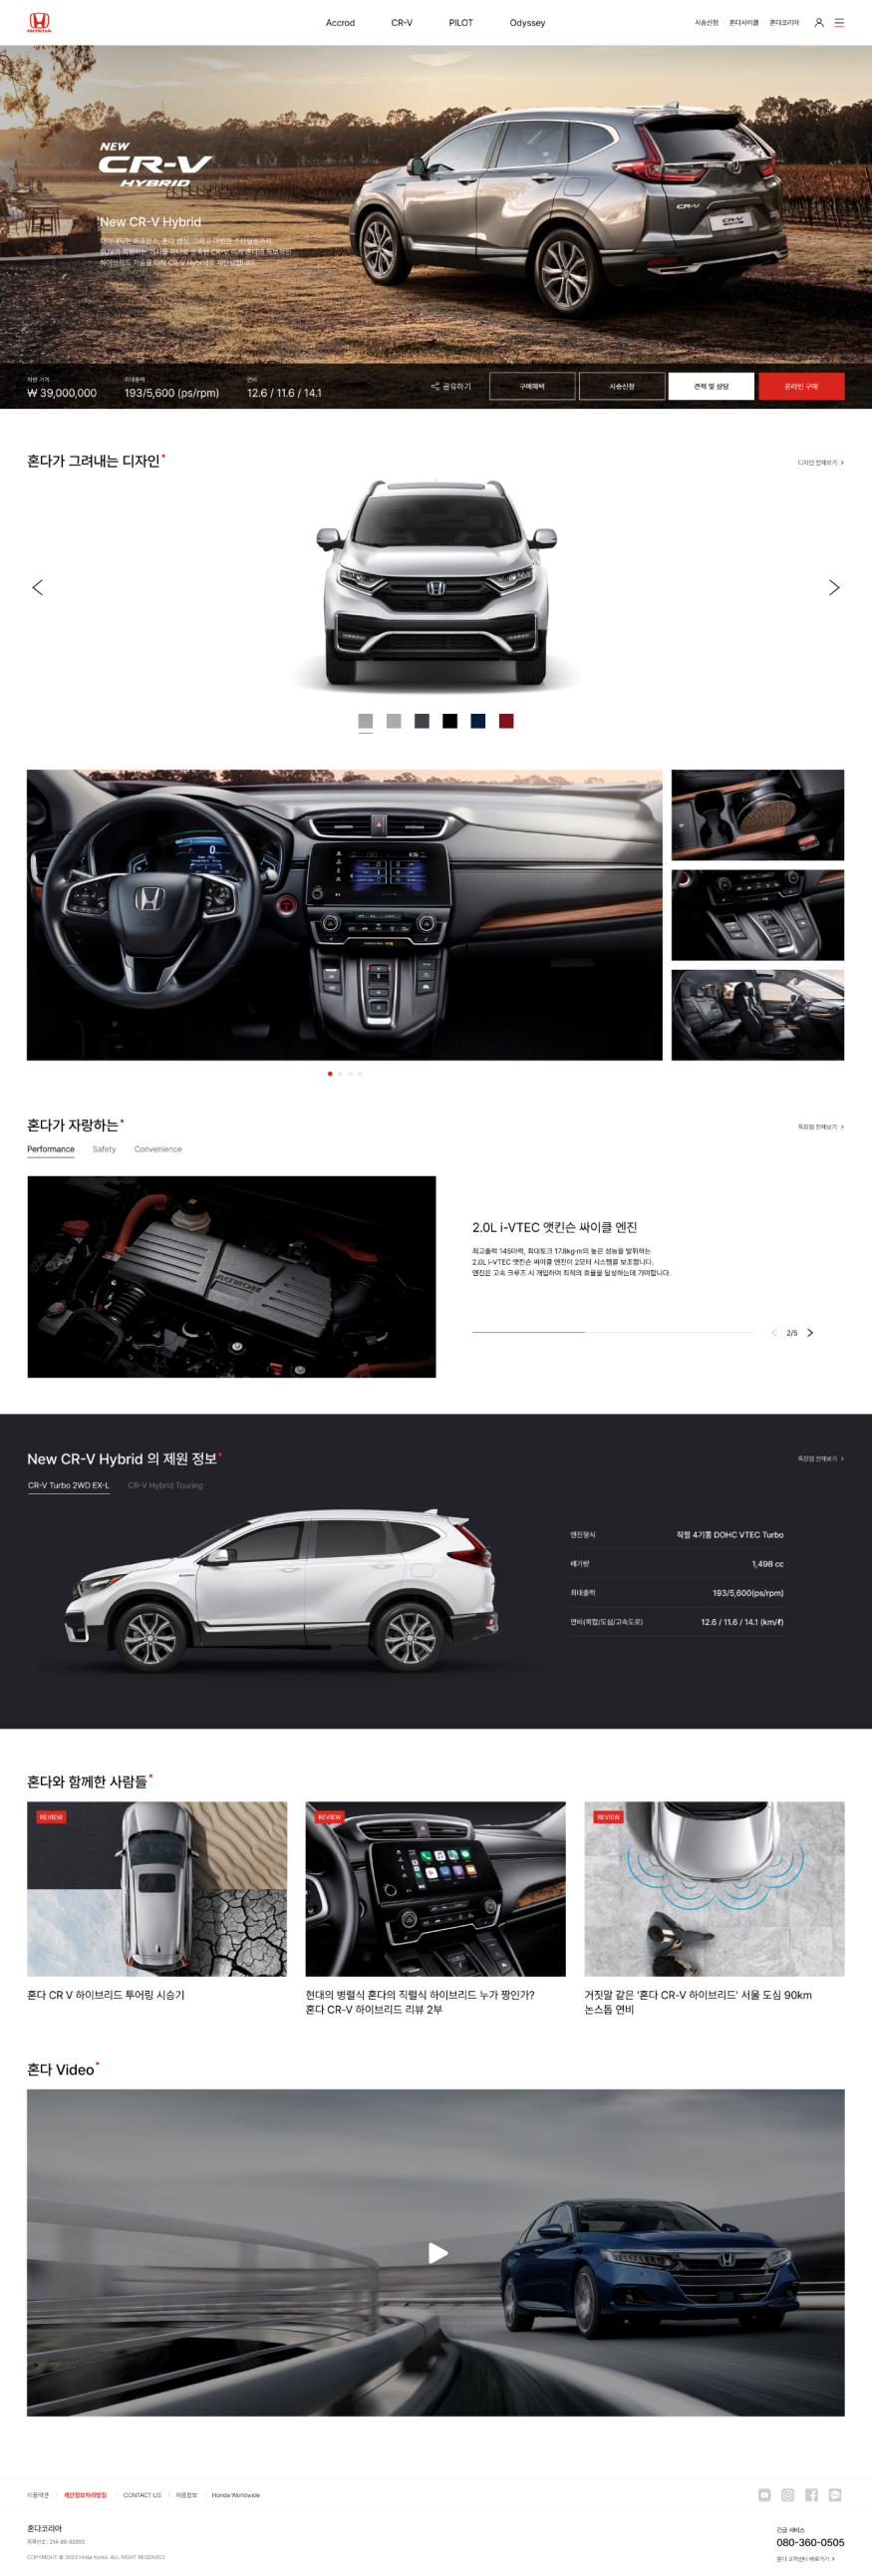 HONDA
Accrod
CR-V
PILOT
Odyssey
시승신청
혼다사이클
혼다코리아
NEW
CR-V
HYBRID
New CR-V Hybrid
차량 가격
₩ 39,000,000
최대출력
193/5,600 (ps/rpm)
연비
12.6 / 11.6 / 14.1
공유하기
구매혜택
시승신청
견적 및 상담
온라인 구매
혼다가 그려내는 디자인
디자인 전체보기
혼다가 자랑하는
특장점 전체보기
Performance
Safety
Convenience
2.0L i-VTEC 앳킨슨 싸이클 엔진
최고출력 145마력, 최대토크 17.8kg·m의 높은 성능을 발휘하는
2.0L i-VTEC 앳킨슨 싸이클 엔진이 2모터 시스템을 보조합니다.
엔진은 고속 크루즈 시 개입하여 최적의 효율을 달성하는데 기여합니다.
2/5
New CR-V Hybrid 의 제원 정보
특장점 전체보기
CR-V Turbo 2WD EX-L
CR-V Hybrid Touring
엔진형식
직렬 4기통 DOHC VTEC Turbo
배기량
1,498 cc
최대출력
193/5,600(ps/rpm)
연비(복합/도심/고속도로)
12.6 / 11.6 / 14.1 (km/ℓ)
혼다와 함께한 사람들
REVIEW
REVIEW
REVIEW
혼다 CR V 하이브리드 투어링 시승기
현대의 병렬식 혼다의 직렬식 하이브리드 누가 짱인가?
혼다 CR-V 하이브리드 리뷰 2부
거짓말 같은 '혼다 CR-V 하이브리드' 서울 도심 90km
논스톱 연비
혼다 Video
이용약관
개인정보처리방침
CONTACT US
제품정보
Honda Worldwide
혼다코리아
등록번호 : 214-86-92855
COPYRIGHT © 2022 Hnda Korea. ALL RIGHT RESERVED.
긴급 서비스
080-360-0505
혼다 고객센터 바로가기